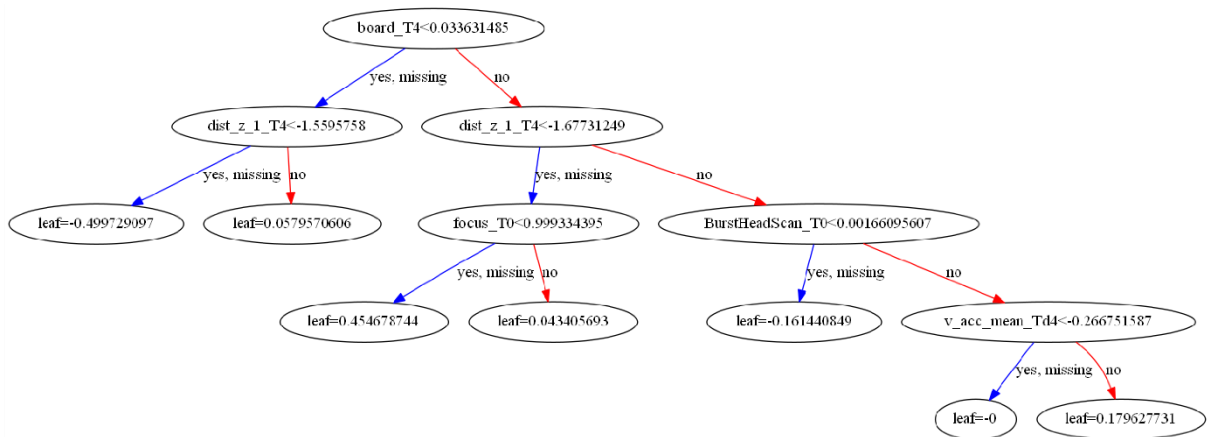 board_T4<0.033631485
yes, missing
no
dist_z_1_T4<-1.5595758
dist_z_1_T4<-1.67731249
yes, missing
no
yes, missing
no
leaf=-0.499729097
leaf=0.0579570606
focus_T0<0.999334395
BurstHeadScan_T0<0.00166095607
yes, missing
no
yes, missing
no
leaf=0.454678744
leaf=0.043405693
leaf=-0.161440849
v_acc_mean_Td4<-0.266751587
yes, missing
no
leaf=-0
leaf=0.179627731